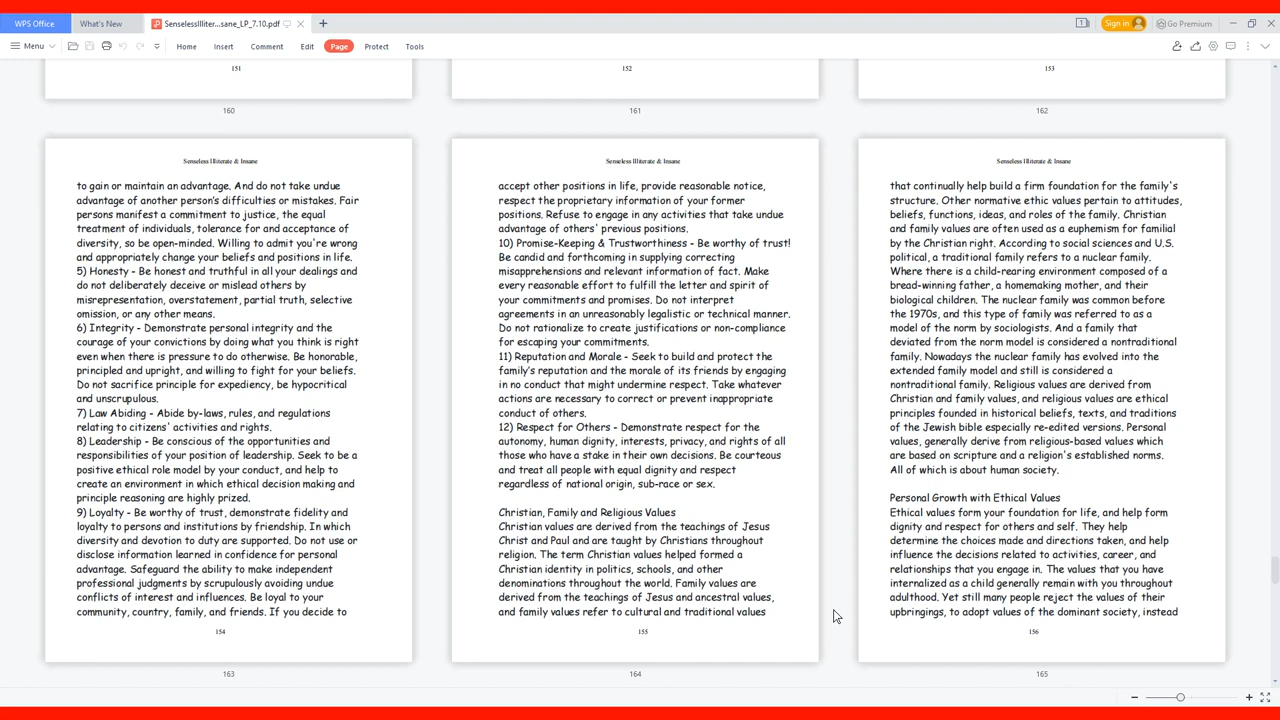 WPS Office
What's New
SenselessIlliter...sane_LP_7.10.pdf
1
Sign in
Go Premium
Menu
Home
Insert
Comment
Edit
Page
Protect
Tools
151
152
153
160
161
162
Senseless Illiterate & Insane
to gain or maintain an advantage. And do not take undue
advantage of another person's difficulties or mistakes. Fair
persons manifest a commitment to justice, the equal
treatment of individuals, tolerance for and acceptance of
diversity, so be open-minded. Willing to admit you're wrong
and appropriately change your beliefs and positions in life.
5) Honesty - Be honest and truthful in all your dealings and
do not deliberately deceive or mislead others by
misrepresentation, overstatement, partial truth, selective
omission, or any other means.
6) Integrity - Demonstrate personal integrity and the
courage of your convictions by doing what you think is right
even when there is pressure to do otherwise. Be honorable,
principled and upright, and willing to fight for your beliefs.
Do not sacrifice principle for expediency, be hypocritical
and unscrupulous.
7) Law Abiding - Abide by-laws, rules, and regulations
relating to citizens' activities and rights.
8) Leadership - Be conscious of the opportunities and
responsibilities of your position of leadership. Seek to be a
positive ethical role model by your conduct, and help to
create an environment in which ethical decision making and
principle reasoning are highly prized.
9) Loyalty - Be worthy of trust, demonstrate fidelity and
loyalty to persons and institutions by friendship. In which
diversity and devotion to duty are supported. Do not use or
disclose information learned in confidence for personal
advantage. Safeguard the ability to make independent
professional judgments by scrupulously avoiding undue
conflicts of interest and influences. Be loyal to your
community, country, family, and friends. If you decide to
154
163
Senseless Illiterate & Insane
accept other positions in life, provide reasonable notice,
respect the proprietary information of your former
positions. Refuse to engage in any activities that take undue
advantage of others' previous positions.
10) Promise-Keeping & Trustworthiness - Be worthy of trust!
Be candid and forthcoming in supplying correcting
misapprehensions and relevant information of fact. Make
every reasonable effort to fulfill the letter and spirit of
your commitments and promises. Do not interpret
agreements in an unreasonably legalistic or technical manner.
Do not rationalize to create justifications or non-compliance
for escaping your commitments.
11) Reputation and Morale - Seek to build and protect the
family's reputation and the morale of its friends by engaging
in no conduct that might undermine respect. Take whatever
actions are necessary to correct or prevent inappropriate
conduct of others.
12) Respect for Others - Demonstrate respect for the
autonomy, human dignity, interests, privacy, and rights of all
those who have a stake in their own decisions. Be courteous
and treat all people with equal dignity and respect
regardless of national origin, sub-race or sex.
Christian, Family and Religious Values
Christian values are derived from the teachings of Jesus
Christ and Paul and are taught by Christians throughout
religion. The term Christian values helped formed a
Christian identity in politics, schools, and other
denominations throughout the world. Family values are
derived from the teachings of Jesus and ancestral values,
and family values refer to cultural and traditional values
155
164
Senseless Illiterate & Insane
that continually help build a firm foundation for the family's
structure. Other normative ethic values pertain to attitudes,
beliefs, functions, ideas, and roles of the family. Christian
and family values are often used as a euphemism for familial
by the Christian right. According to social sciences and U.S.
political, a traditional family refers to a nuclear family.
Where there is a child-rearing environment composed of a
bread-winning father, a homemaking mother, and their
biological children. The nuclear family was common before
the 1970s, and this type of family was referred to as a
model of the norm by sociologists. And a family that
deviated from the norm model is considered a nontraditional
family. Nowadays the nuclear family has evolved into the
extended family model and still is considered a
nontraditional family. Religious values are derived from
Christian and family values, and religious values are ethical
principles founded in historical beliefs, texts, and traditions
of the Jewish bible especially re-edited versions. Personal
values, generally derive from religious-based values which
are based on scripture and a religion's established norms.
All of which is about human society.
Personal Growth with Ethical Values
Ethical values form your foundation for life, and help form
dignity and respect for others and self. They help
determine the choices made and directions taken, and help
influence the decisions related to activities, career, and
relationships that you engage in. The values that you have
internalized as a child generally remain with you throughout
adulthood. Yet still many people reject the values of their
upbringings, to adopt values of the dominant society, instead
156
165